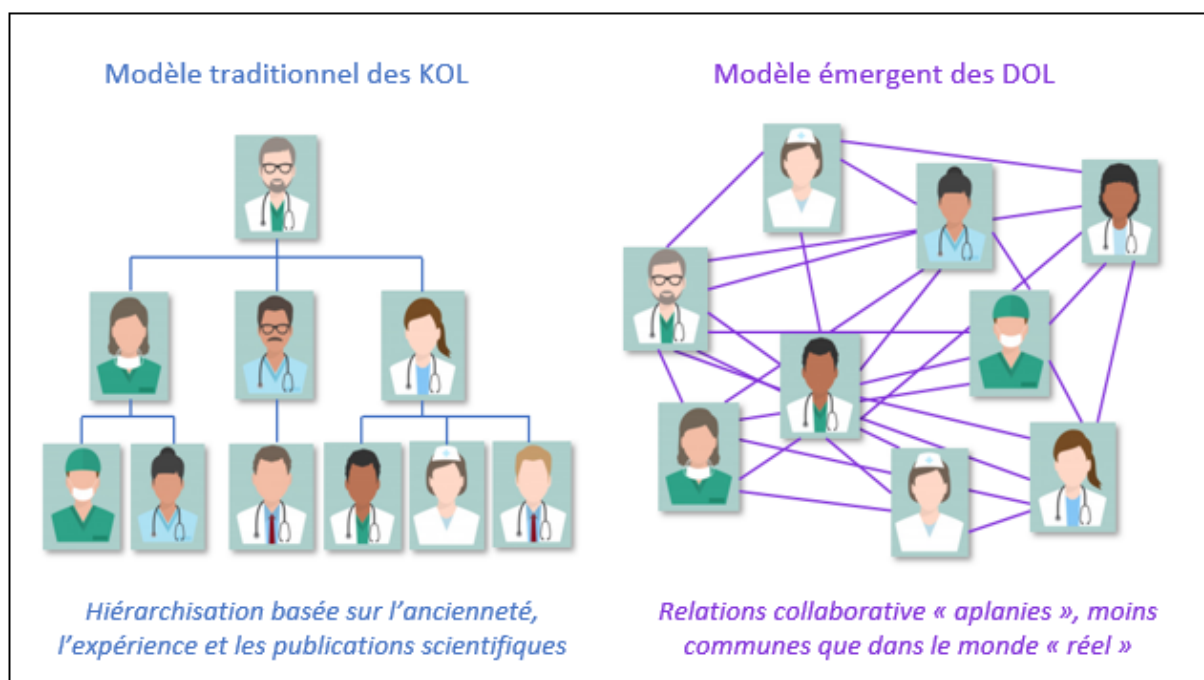 Modèle traditionnel des KOL
Modèle émergent des DOL
Hiérarchisation basée sur l'ancienneté,
l'expérience et les publications scientifiques
Relations collaborative « aplanies », moins
communes que dans le monde « réel »